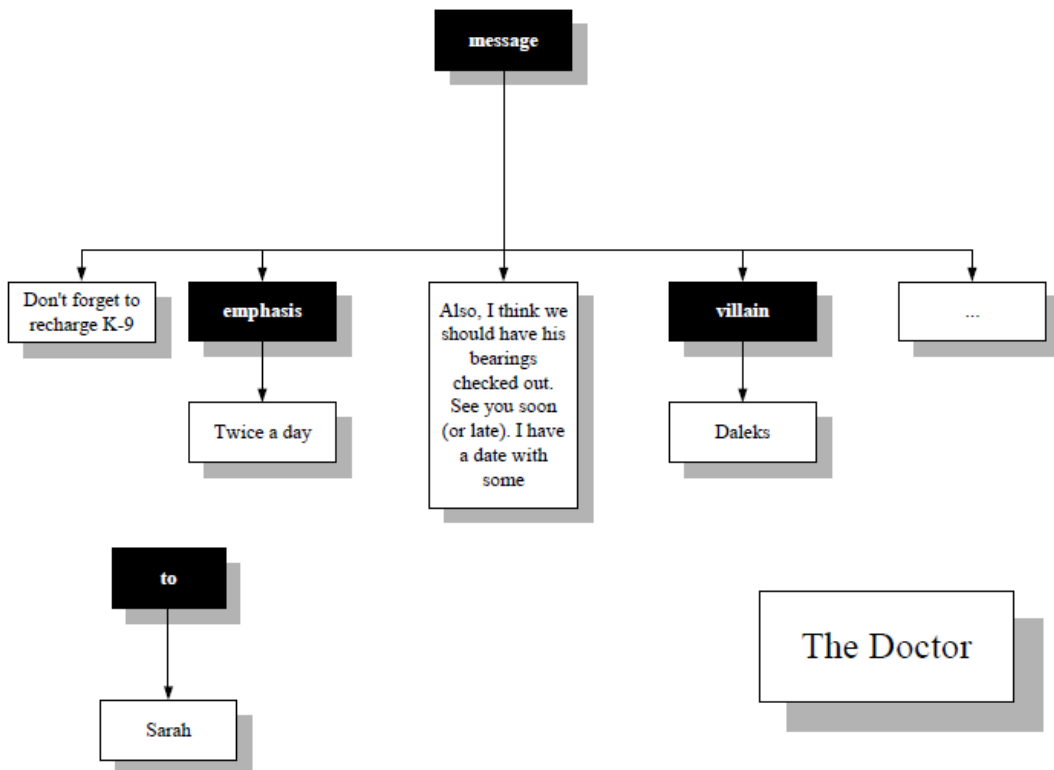 message
Don't forget to
recharge K-9
emphasis
Twice a day
Also, I think we
should have his
bearings
checked out.
See you soon
(or late). I have
a date with
some
villain
Daleks
...
to
Sarah
The Doctor